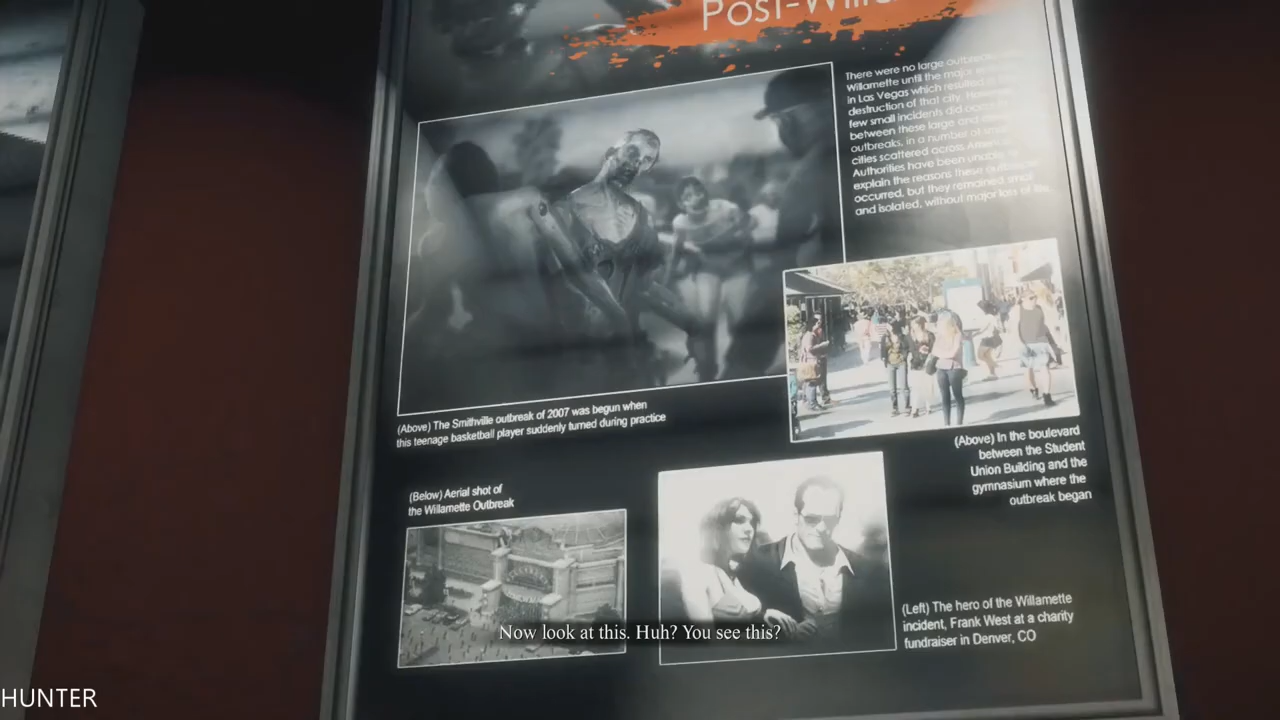 Post-Will
There were no large
Willamette until the major
in Las Vegas which
destruction of that city.
few small incidents did
between these large and
outbreaks, in a number of
cities scattered across
Authorities have been
explain the reasons these
occurred, but they remained small
and isolated, without major loss of
(Above) The Smithville outbreak of 2007 was begun when
this teenage basketball player suddenly turned during practice
(Above) In the boulevard
between the Student
Union Building and the
gymnasium where the
outbreak began
(Below) Aerial shot of
the Willamette Outbreak
(Left) The hero of the Willamette
incident, Frank West at a charity
fundraiser in Denver, CO
Now look at this. Huh? You see this?
HUNTER